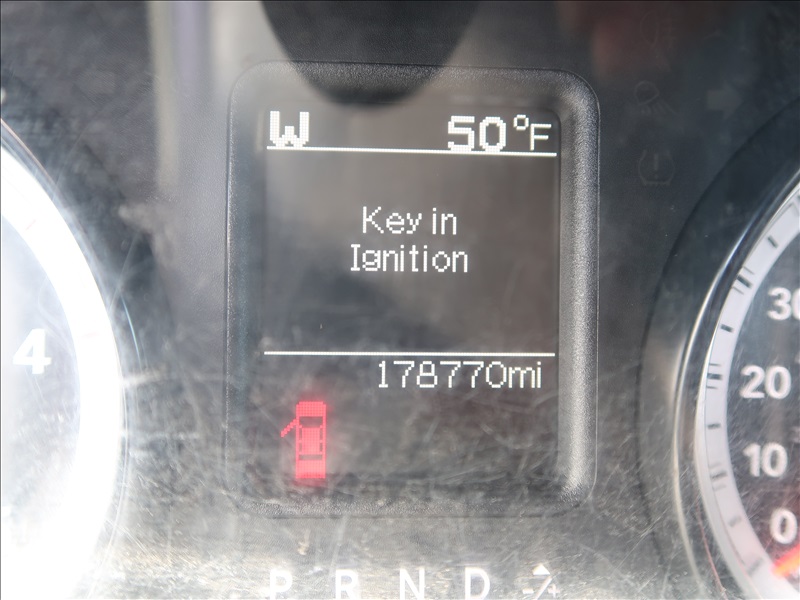 W 50°F
Key in
Ignition
178770mi
4
30
20
10
0
P R N D -/+